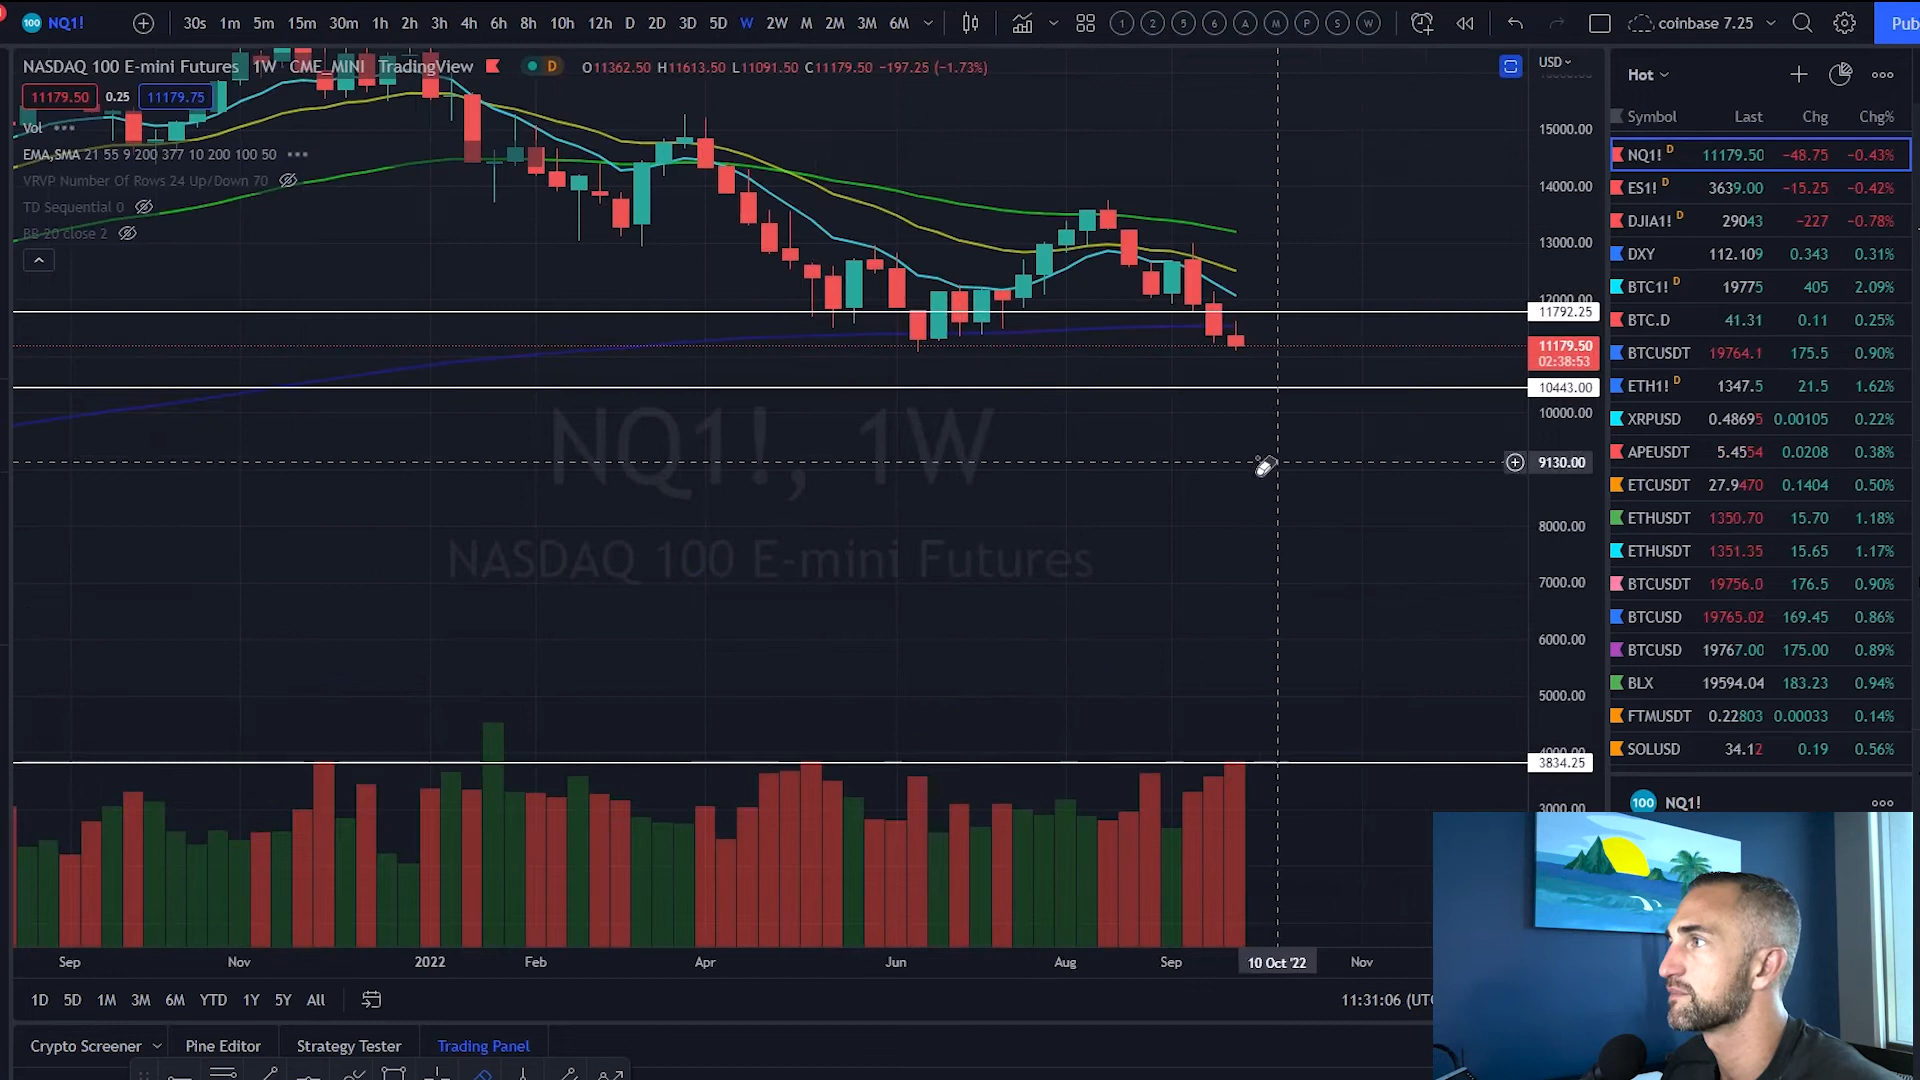 100 NQ1! 30s 1m 5m 15m 30m 1h 2h 3h 4h 6h 8h 10h 12h D 2D 3D 5D W 2W M 2M 3M 6M 1 2 5 6 A M P S W coinbase 7.25 Pub
NASDAQ 100 E-mini Futures 1W CME_MINI TradingView D O11362.50 H11613.50 L11091.50 C11179.50 −197.25 (−1.73%) USD
11179.50 0.25 11179.75
Vol
EMA,SMA 21 55 9 200 377 10 200 100 50
VRVP Number Of Rows 24 Up/Down 70
TD Sequential 0
BB 20 close 2
NQ1!, 1W
NASDAQ 100 E-mini Futures
15000.00
14000.00
13000.00
12000.00
11792.25
11179.50
02:38:53
10443.00
10000.00
9130.00
8000.00
7000.00
6000.00
5000.00
4000.00
3834.25
3000.00
Sep Nov 2022 Feb Apr Jun Aug Sep 10 Oct '22 Nov
1D 5D 1M 3M 6M YTD 1Y 5Y All 11:31:06 (UTC
Crypto Screener Pine Editor Strategy Tester Trading Panel
Hot
Symbol Last Chg Chg%
NQ1! D 11179.50 −48.75 −0.43%
ES1! D 3639.00 −15.25 −0.42%
DJIA1! D 29043 −227 −0.78%
DXY 112.109 0.343 0.31%
BTC1! D 19775 405 2.09%
BTC.D 41.31 0.11 0.25%
BTCUSDT 19764.1 175.5 0.90%
ETH1! D 1347.5 21.5 1.62%
XRPUSD 0.48695 0.00105 0.22%
APEUSDT 5.4554 0.0208 0.38%
ETCUSDT 27.9470 0.1404 0.50%
ETHUSDT 1350.70 15.70 1.18%
ETHUSDT 1351.35 15.65 1.17%
BTCUSDT 19756.0 176.5 0.90%
BTCUSD 19765.02 169.45 0.86%
BTCUSD 19767.00 175.00 0.89%
BLX 19594.04 183.23 0.94%
FTMUSDT 0.22803 0.00033 0.14%
SOLUSD 34.12 0.19 0.56%
100 NQ1!